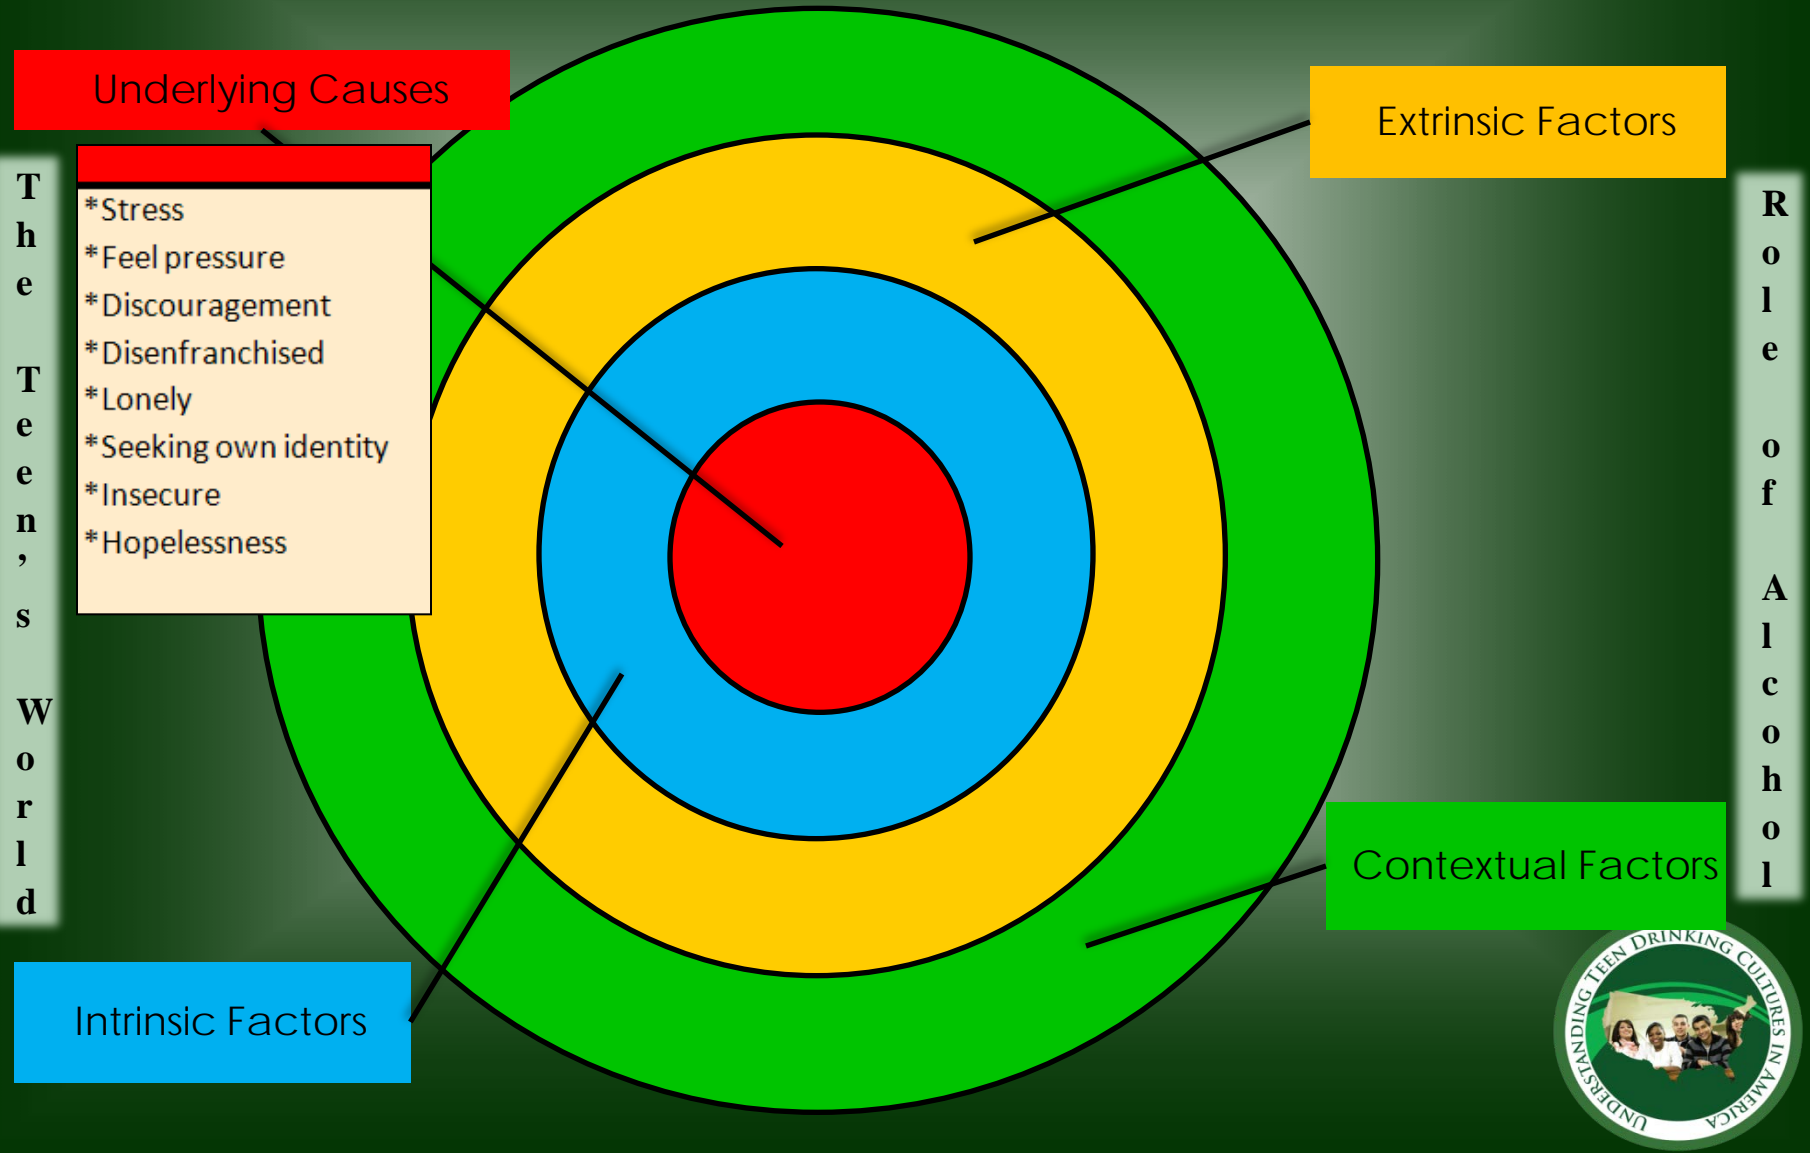 Underlying Causes
Extrinsic Factors
The Teen’s World
*Stress
*Feel pressure
*Discouragement
*Disenfranchised
*Lonely
*Seeking own identity
*Insecure
*Hopelessness
Role of Alcohol
Contextual Factors
Intrinsic Factors
UNDERSTANDING TEEN DRINKING CULTURES IN AMERICA